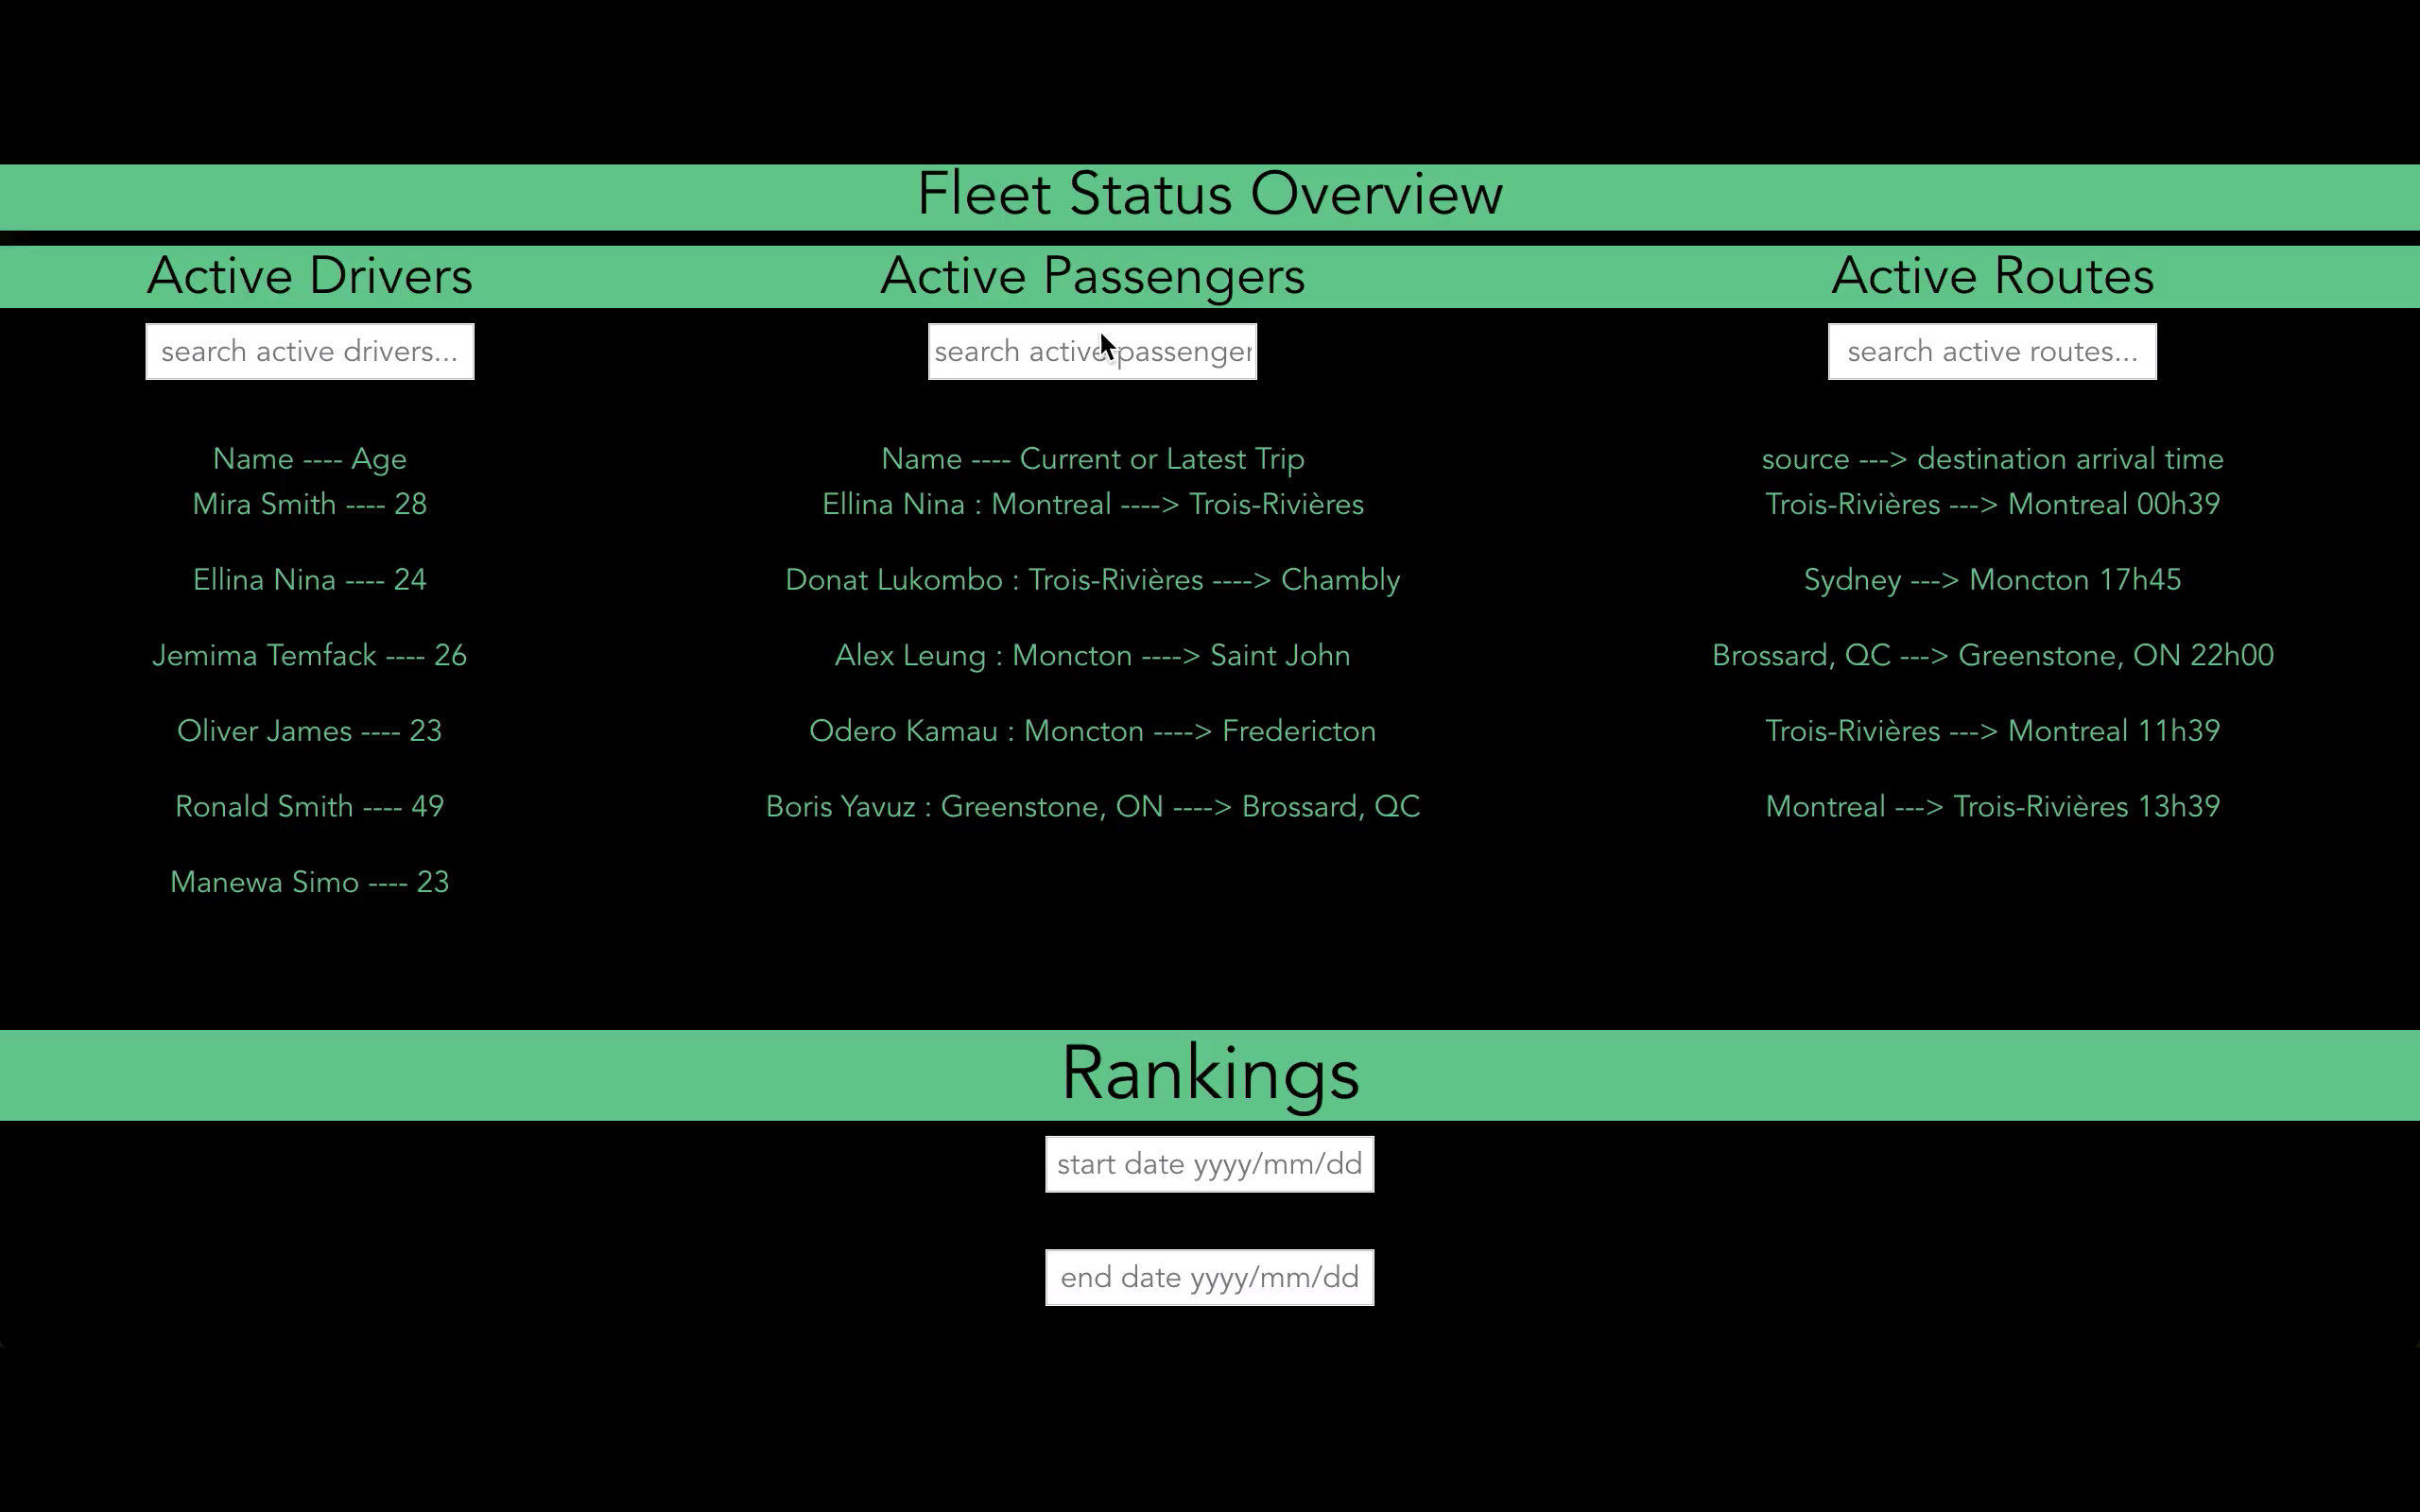 Fleet Status Overview
Active Drivers
search active drivers...
Name ---- Age
Mira Smith ---- 28
Ellina Nina ---- 24
Jemima Temfack ---- 26
Oliver James ---- 23
Ronald Smith ---- 49
Manewa Simo ---- 23
Active Passengers
search active passenger
Name ---- Current or Latest Trip
Ellina Nina : Montreal ----> Trois-Rivières
Donat Lukombo : Trois-Rivières ----> Chambly
Alex Leung : Moncton ----> Saint John
Odero Kamau : Moncton ----> Fredericton
Boris Yavuz : Greenstone, ON ----> Brossard, QC
Active Routes
search active routes...
source ---> destination arrival time
Trois-Rivières ---> Montreal 00h39
Sydney ---> Moncton 17h45
Brossard, QC ---> Greenstone, ON 22h00
Trois-Rivières ---> Montreal 11h39
Montreal ---> Trois-Rivières 13h39
Rankings
start date yyyy/mm/dd
end date yyyy/mm/dd